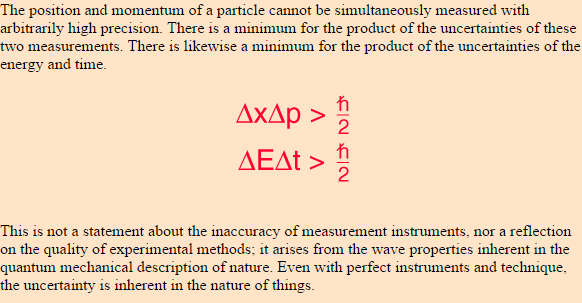 The position and momentum of a particle cannot be simultaneously measured with
arbitrarily high precision. There is a minimum for the product of the uncertainties of these
two measurements. There is likewise a minimum for the product of the uncertainties of the
energy and time.
ΔxΔp > ℏ/2
ΔEΔt > ℏ/2
This is not a statement about the inaccuracy of measurement instruments, nor a reflection
on the quality of experimental methods; it arises from the wave properties inherent in the
quantum mechanical description of nature. Even with perfect instruments and technique,
the uncertainty is inherent in the nature of things.